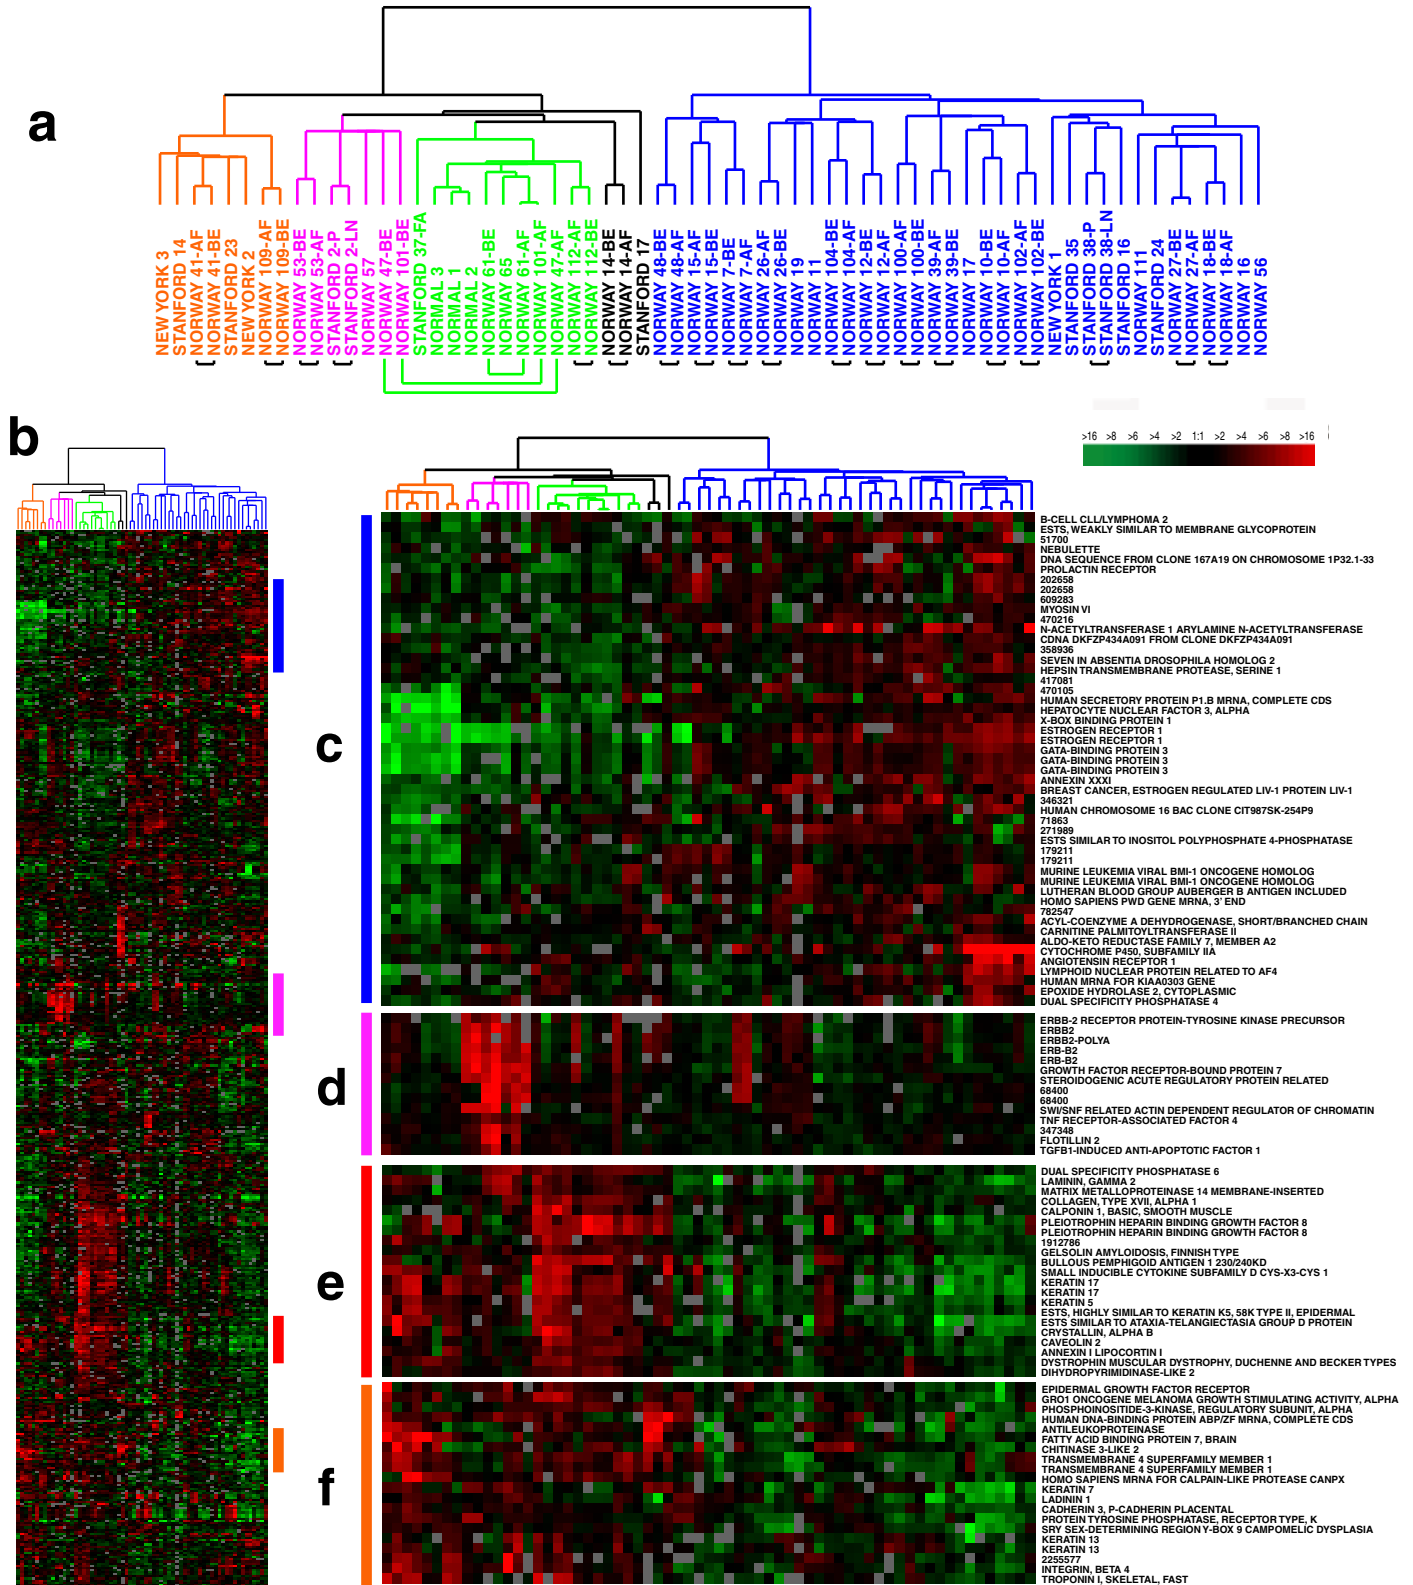 a
NEW YORK 3
STANFORD 14
NORWAY 41-AF
NORWAY 41-BE
STANFORD 23
NEW YORK 2
NORWAY 109-AF
NORWAY 109-BE
NORWAY 53-BE
NORWAY 53-AF
STANFORD 2-P
STANFORD 2-LN
NORWAY 57
NORWAY 47-BE
NORWAY 101-BE
STANFORD 37-FA
NORMAL 3
NORMAL 1
NORMAL 2
NORWAY 61-BE
NORWAY 65
NORWAY 61-AF
NORWAY 101-AF
NORWAY 47-AF
NORWAY 112-AF
NORWAY 112-BE
NORWAY 14-BE
NORWAY 14-AF
STANFORD 17
NORWAY 48-BE
NORWAY 48-AF
NORWAY 15-AF
NORWAY 15-BE
NORWAY 7-BE
NORWAY 7-AF
NORWAY 26-AF
NORWAY 26-BE
NORWAY 19
NORWAY 11
NORWAY 104-BE
NORWAY 104-AF
NORWAY 12-BE
NORWAY 12-AF
NORWAY 100-AF
NORWAY 100-BE
NORWAY 39-AF
NORWAY 39-BE
NORWAY 17
NORWAY 10-BE
NORWAY 10-AF
NORWAY 102-AF
NORWAY 102-BE
NEW YORK 1
STANFORD 35
STANFORD 38-P
STANFORD 38-LN
STANFORD 16
NORWAY 111
STANFORD 24
NORWAY 27-BE
NORWAY 27-AF
NORWAY 18-BE
NORWAY 18-AF
NORWAY 16
NORWAY 56
b
>16 >8 >6 >4 >2 1:1 >2 >4 >6 >8 >16
c
B-CELL CLL/LYMPHOMA 2
ESTS, WEAKLY SIMILAR TO MEMBRANE GLYCOPROTEIN
51700
NEBULETTE
DNA SEQUENCE FROM CLONE 167A19 ON CHROMOSOME 1P32.1-33
PROLACTIN RECEPTOR
202658
202658
609283
MYOSIN VI
470216
N-ACETYLTRANSFERASE 1 ARYLAMINE N-ACETYLTRANSFERASE
CDNA DKFZP434A091 FROM CLONE DKFZP434A091
358936
SEVEN IN ABSENTIA DROSOPHILA HOMOLOG 2
HEPSIN TRANSMEMBRANE PROTEASE, SERINE 1
417081
470105
HUMAN SECRETORY PROTEIN P1.B MRNA, COMPLETE CDS
HEPATOCYTE NUCLEAR FACTOR 3, ALPHA
X-BOX BINDING PROTEIN 1
ESTROGEN RECEPTOR 1
ESTROGEN RECEPTOR 1
GATA-BINDING PROTEIN 3
GATA-BINDING PROTEIN 3
GATA-BINDING PROTEIN 3
ANNEXIN XXXI
BREAST CANCER, ESTROGEN REGULATED LIV-1 PROTEIN LIV-1
346321
HUMAN CHROMOSOME 16 BAC CLONE CIT987SK-254P9
71863
271989
ESTS SIMILAR TO INOSITOL POLYPHOSPHATE 4-PHOSPHATASE
179211
179211
MURINE LEUKEMIA VIRAL BMI-1 ONCOGENE HOMOLOG
MURINE LEUKEMIA VIRAL BMI-1 ONCOGENE HOMOLOG
LUTHERAN BLOOD GROUP AUBERGER B ANTIGEN INCLUDED
HOMO SAPIENS PWD GENE MRNA, 3' END
782547
ACYL-COENZYME A DEHYDROGENASE, SHORT/BRANCHED CHAIN
CARNITINE PALMITOYLTRANSFERASE II
ALDO-KETO REDUCTASE FAMILY 7, MEMBER A2
CYTOCHROME P450, SUBFAMILY IIA
ANGIOTENSIN RECEPTOR 1
LYMPHOID NUCLEAR PROTEIN RELATED TO AF4
HUMAN MRNA FOR KIAA0303 GENE
EPOXIDE HYDROLASE 2, CYTOPLASMIC
DUAL SPECIFICITY PHOSPHATASE 4
d
ERBB-2 RECEPTOR PROTEIN-TYROSINE KINASE PRECURSOR
ERBB2
ERBB2-POLYA
ERB-B2
ERB-B2
GROWTH FACTOR RECEPTOR-BOUND PROTEIN 7
STEROIDOGENIC ACUTE REGULATORY PROTEIN RELATED
68400
68400
SWI/SNF RELATED ACTIN DEPENDENT REGULATOR OF CHROMATIN
TNF RECEPTOR-ASSOCIATED FACTOR 4
347348
FLOTILLIN 2
TGFB1-INDUCED ANTI-APOPTOTIC FACTOR 1
e
DUAL SPECIFICITY PHOSPHATASE 6
LAMININ, GAMMA 2
MATRIX METALLOPROTEINASE 14 MEMBRANE-INSERTED
COLLAGEN, TYPE XVII, ALPHA 1
CALPONIN 1, BASIC, SMOOTH MUSCLE
PLEIOTROPHIN HEPARIN BINDING GROWTH FACTOR 8
PLEIOTROPHIN HEPARIN BINDING GROWTH FACTOR 8
1912786
GELSOLIN AMYLOIDOSIS, FINNISH TYPE
BULLOUS PEMPHIGOID ANTIGEN 1 230/240KD
SMALL INDUCIBLE CYTOKINE SUBFAMILY D CYS-X3-CYS 1
KERATIN 17
KERATIN 17
KERATIN 5
ESTS, HIGHLY SIMILAR TO KERATIN K5, 58K TYPE II, EPIDERMAL
ESTS SIMILAR TO ATAXIA-TELANGIECTASIA GROUP D PROTEIN
CRYSTALLIN, ALPHA B
CAVEOLIN 2
ANNEXIN I LIPOCORTIN I
DYSTROPHIN MUSCULAR DYSTROPHY, DUCHENNE AND BECKER TYPES
DIHYDROPYRIMIDINASE-LIKE 2
f
EPIDERMAL GROWTH FACTOR RECEPTOR
GRO1 ONCOGENE MELANOMA GROWTH STIMULATING ACTIVITY, ALPHA
PHOSPHOINOSITIDE-3-KINASE, REGULATORY SUBUNIT, ALPHA
HUMAN DNA-BINDING PROTEIN ABP/ZF MRNA, COMPLETE CDS
ANTILEUKOPROTEINASE
FATTY ACID BINDING PROTEIN 7, BRAIN
CHITINASE 3-LIKE 2
TRANSMEMBRANE 4 SUPERFAMILY MEMBER 1
TRANSMEMBRANE 4 SUPERFAMILY MEMBER 1
HOMO SAPIENS MRNA FOR CALPAIN-LIKE PROTEASE CANPX
KERATIN 7
LADININ 1
CADHERIN 3, P-CADHERIN PLACENTAL
PROTEIN TYROSINE PHOSPHATASE, RECEPTOR TYPE, K
SRY SEX-DETERMINING REGION Y-BOX 9 CAMPOMELIC DYSPLASIA
KERATIN 13
KERATIN 13
2255577
INTEGRIN, BETA 4
TROPONIN I, SKELETAL, FAST